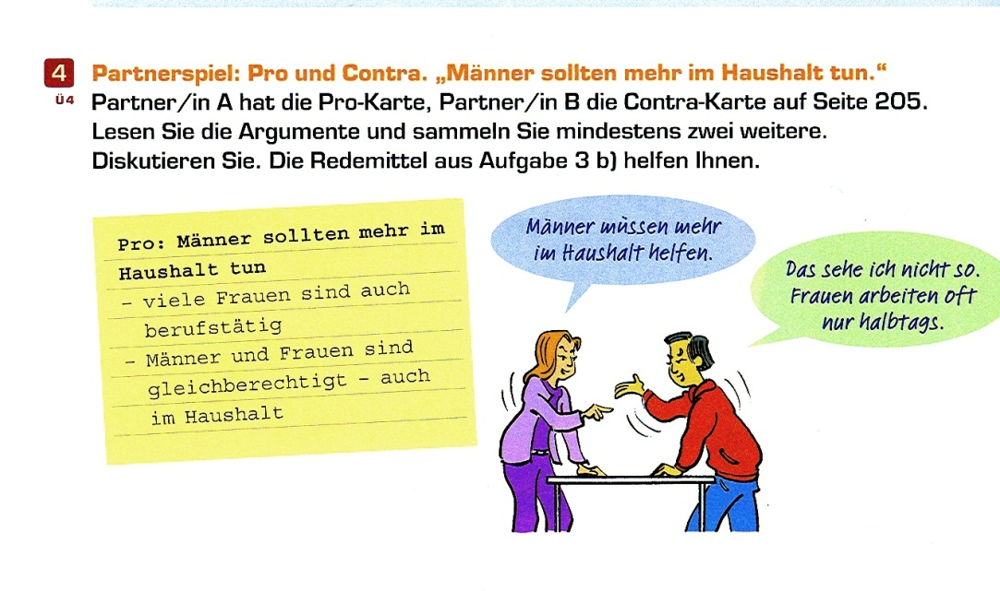 4 Partnerspiel: Pro und Contra. „Männer sollten mehr im Haushalt tun.“
Ü4 Partner/in A hat die Pro-Karte, Partner/in B die Contra-Karte auf Seite 205.
Lesen Sie die Argumente und sammeln Sie mindestens zwei weitere.
Diskutieren Sie. Die Redemittel aus Aufgabe 3 b) helfen Ihnen.
Pro: Männer sollten mehr im
Haushalt tun
- viele Frauen sind auch
berufstätig
- Männer und Frauen sind
gleichberechtigt - auch
im Haushalt
Männer müssen mehr
im Haushalt helfen.
Das sehe ich nicht so.
Frauen arbeiten oft
nur halbtags.